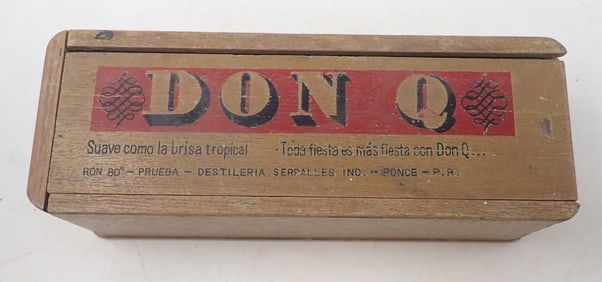 DON Q
Suave como la brisa tropical - Toda fiesta es más fiesta con Don Q...
RON 80° - PRUEBA - DESTILERIA SERRALLES INC. - PONCE - P.R.